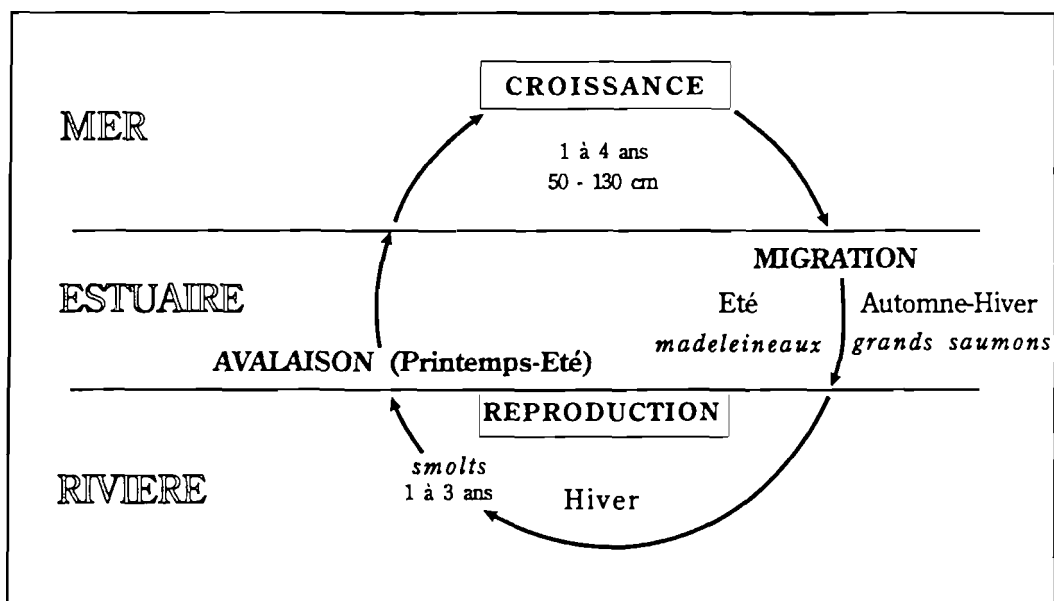 CROISSANCE
MER
1 à 4 ans
50 - 130 cm
MIGRATION
ESTUAIRE
Eté Automne-Hiver
madeleineaux grands saumons
AVALAISON (Printemps-Eté)
REPRODUCTION
smolts
RIVIERE
1 à 3 ans Hiver